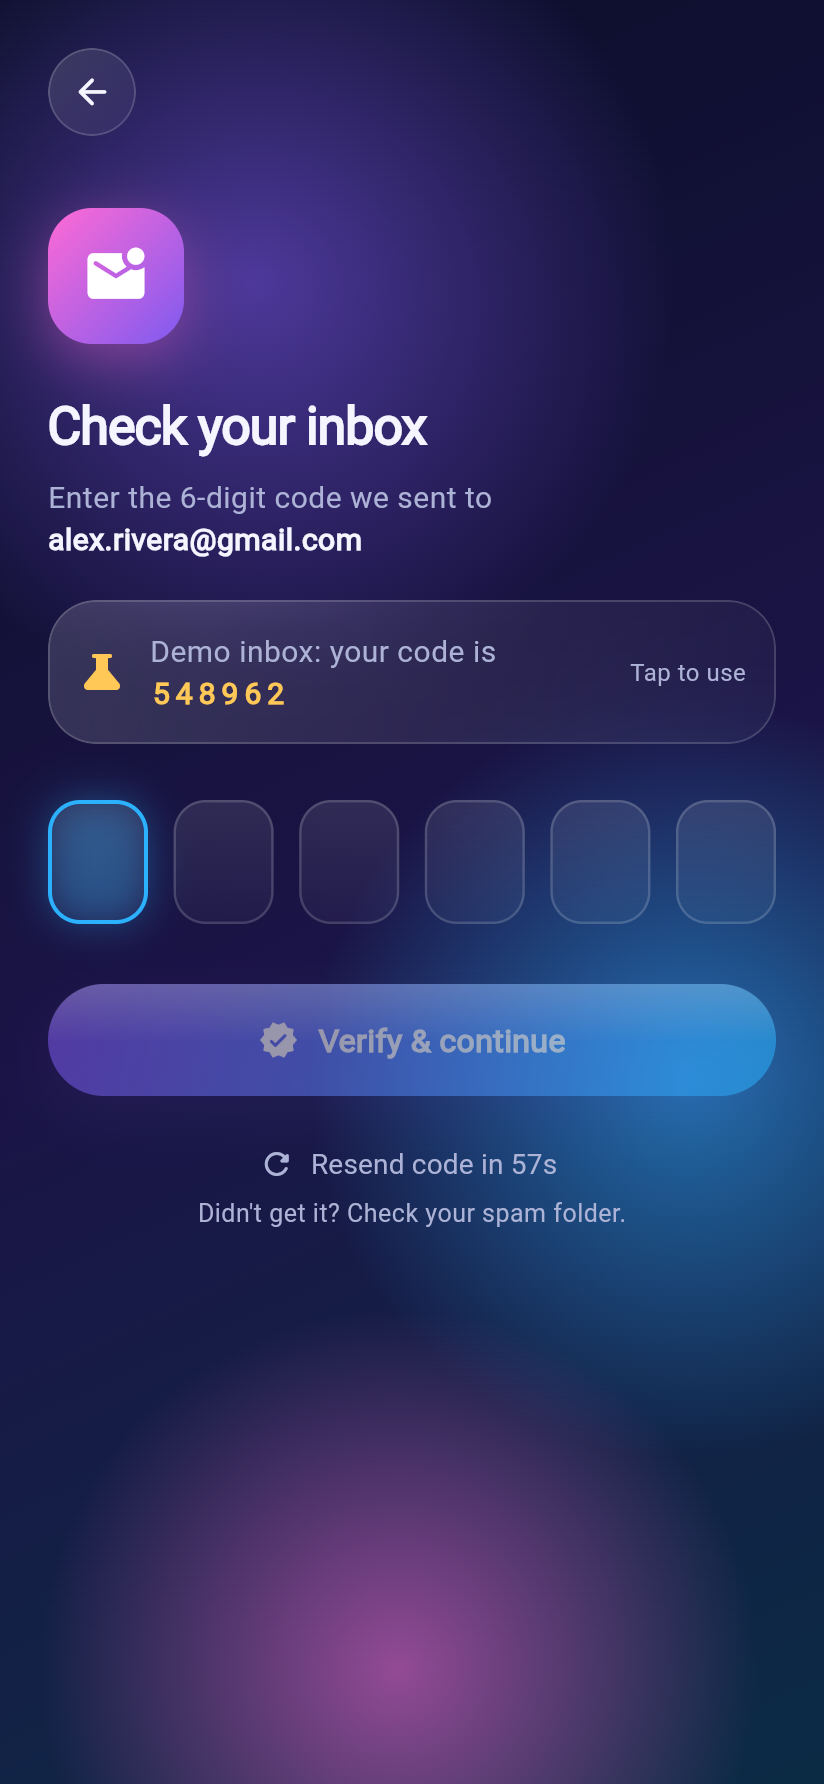 Check your inbox
Enter the 6-digit code we sent to
alex.rivera@gmail.com
Demo inbox: your code is
548962
Tap to use
Verify & continue
Resend code in 57s
Didn't get it? Check your spam folder.